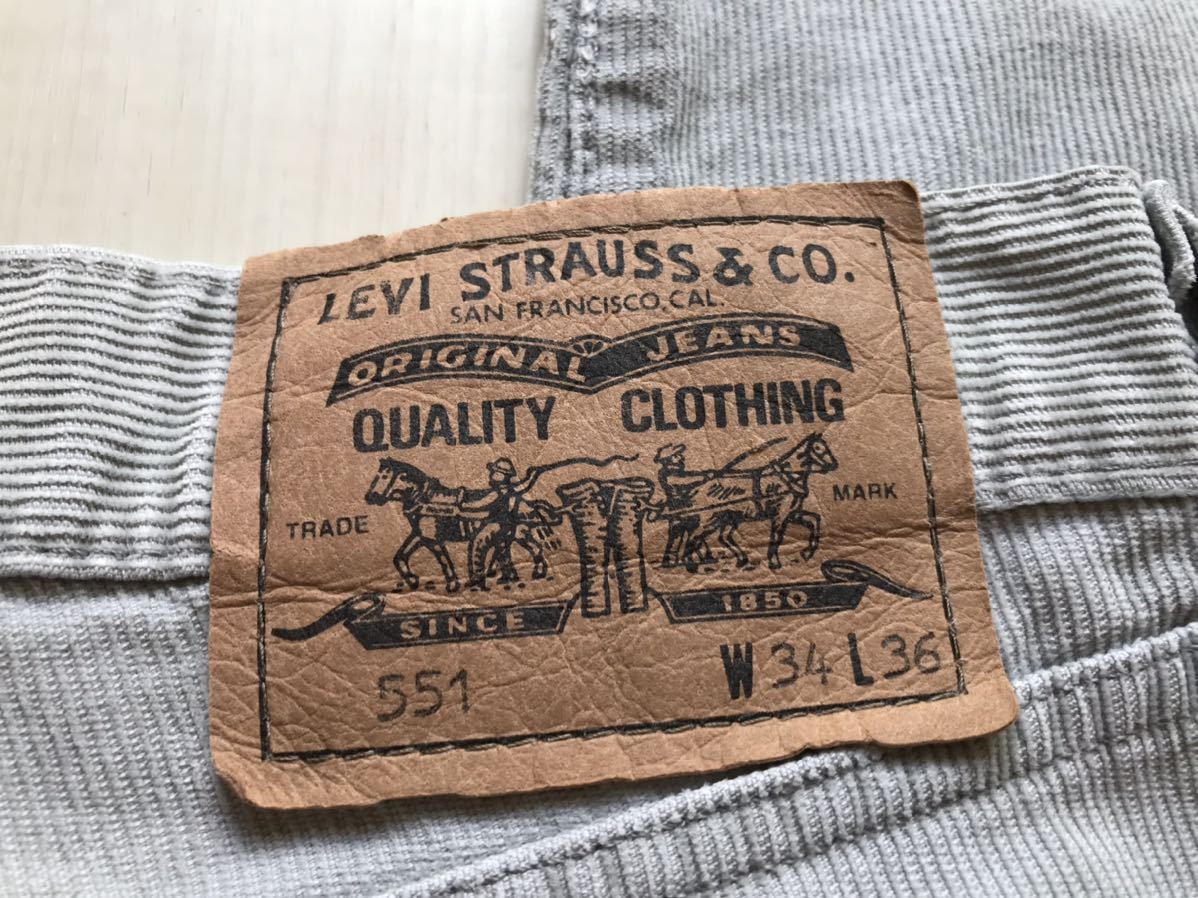 LEVI STRAUSS & CO.
SAN FRANCISCO, CAL.
ORIGINAL JEANS
QUALITY CLOTHING
TRADE MARK
SINCE 1850
551 W 34 L 36